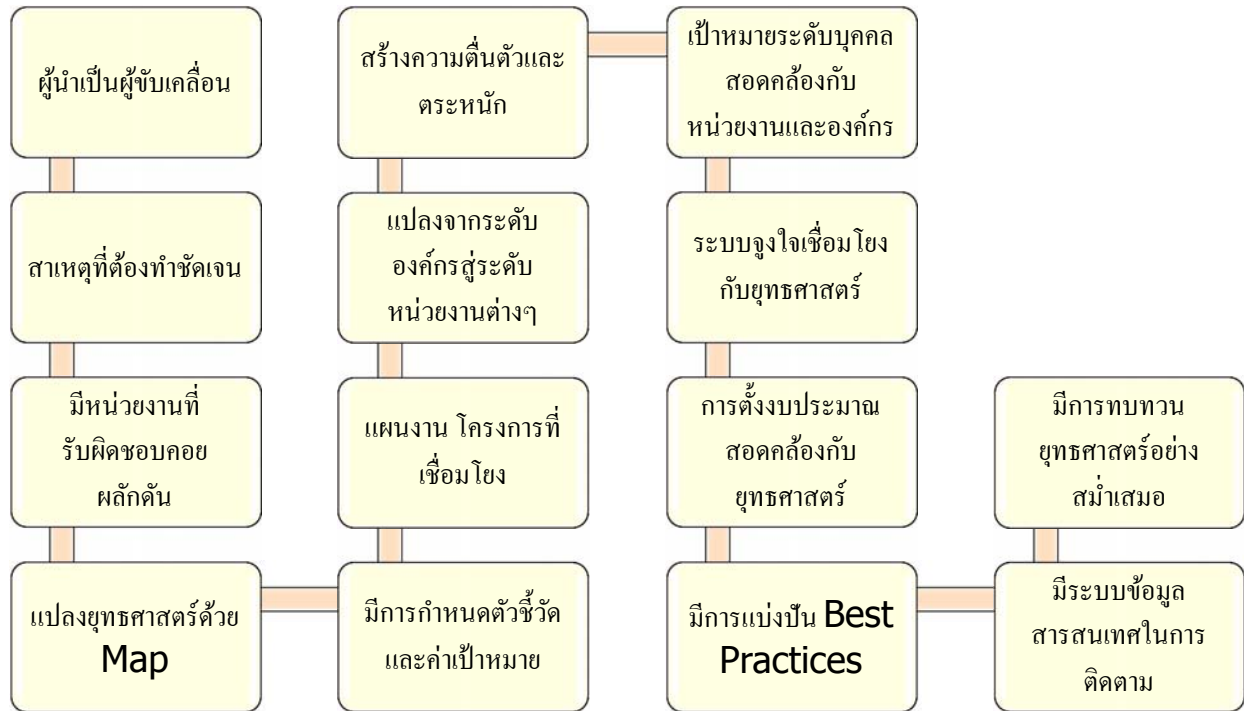 ผู้นำเป็นผู้ขับเคลื่อน
สาเหตุที่ต้องทำชัดเจน
มีหน่วยงานที่
รับผิดชอบคอย
ผลักดัน
แปลงยุทธศาสตร์ด้วย
Map
มีการกำหนดตัวชี้วัด
และค่าเป้าหมาย
แผนงาน โครงการที่
เชื่อมโยง
แปลงจากระดับ
องค์กรสู่ระดับ
หน่วยงานต่างๆ
สร้างความตื่นตัวและ
ตระหนัก
เป้าหมายระดับบุคคล
สอดคล้องกับ
หน่วยงานและองค์กร
ระบบจูงใจเชื่อมโยง
กับยุทธศาสตร์
การตั้งงบประมาณ
สอดคล้องกับ
ยุทธศาสตร์
มีการแบ่งปัน Best
Practices
มีระบบข้อมูล
สารสนเทศในการ
ติดตาม
มีการทบทวน
ยุทธศาสตร์อย่าง
สม่ำเสมอ